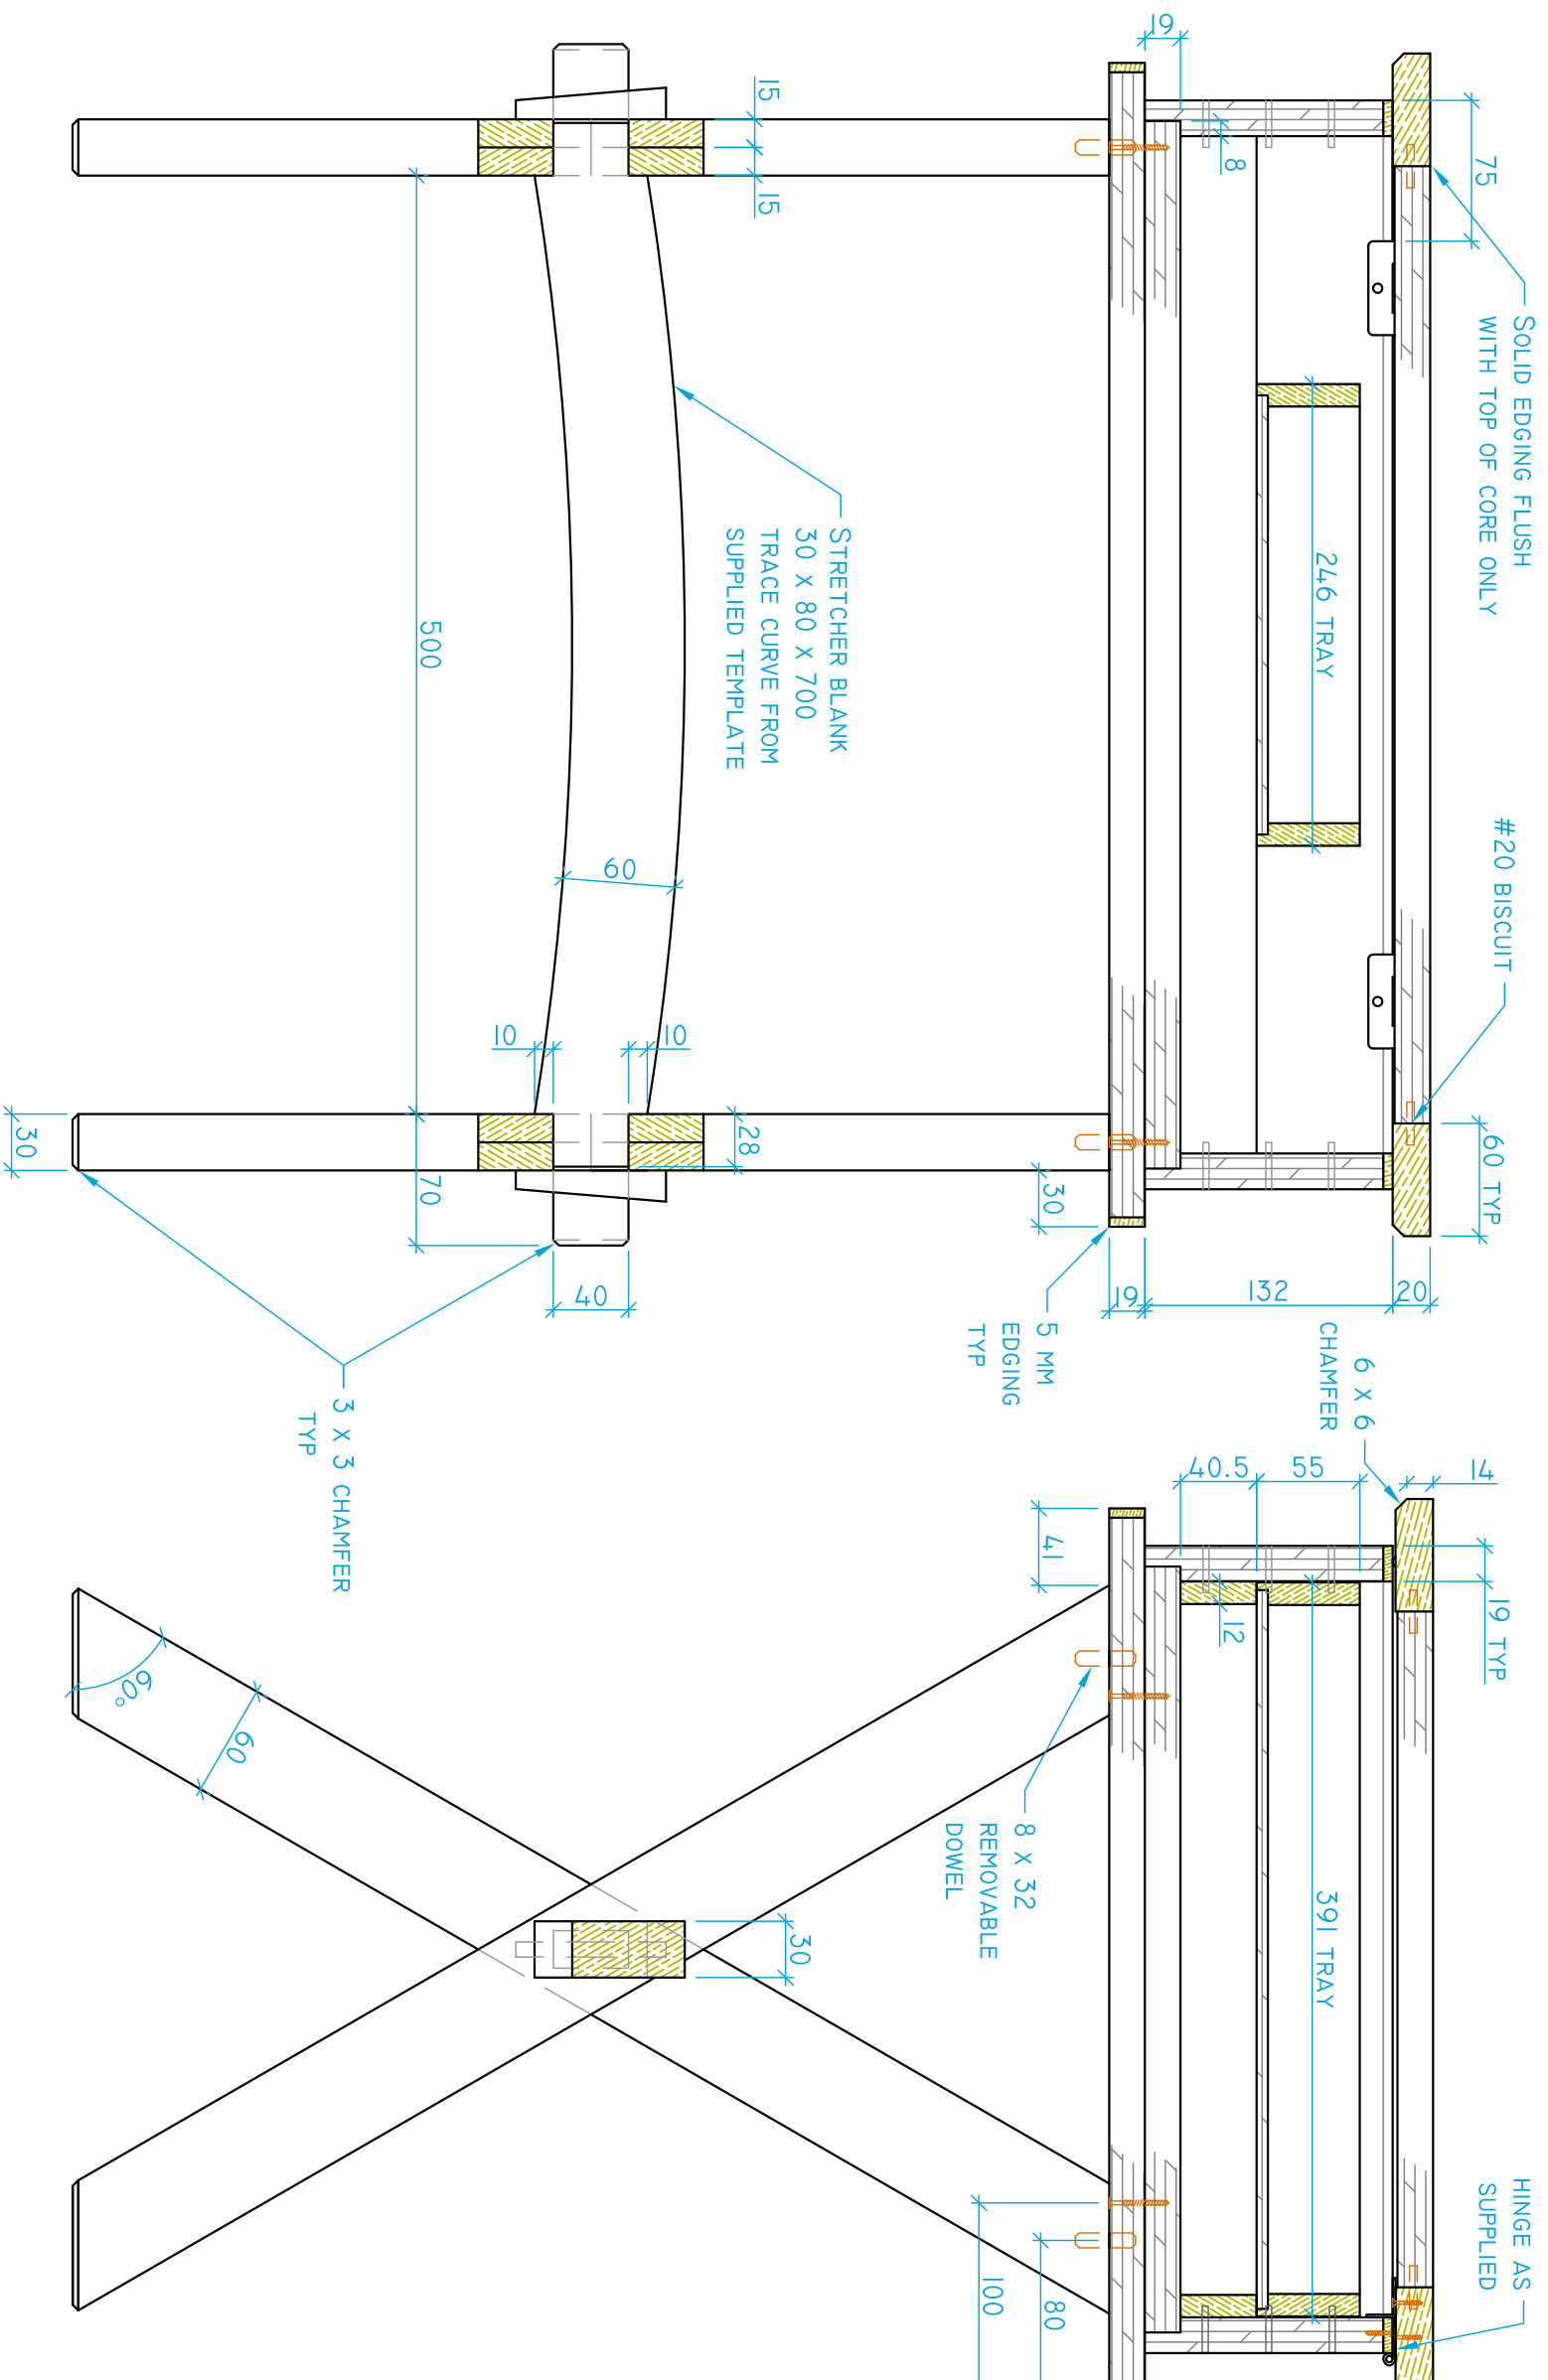 SOLID EDGING FLUSH
WITH TOP OF CORE ONLY
#20 BISCUIT
HINGE AS
SUPPLIED
75
60 TYP
19 TYP
14
19
8
246 TRAY
391 TRAY
20
132
19
6 X 6
CHAMFER
55
40.5
12
41
30
5 MM
EDGING
TYP
8 X 32
REMOVABLE
DOWEL
80
100
15
15
STRETCHER BLANK
30 X 80 X 700
TRACE CURVE FROM
SUPPLIED TEMPLATE
60
10
10
28
40
30
500
70
30
3 X 3 CHAMFER
TYP
60
60°